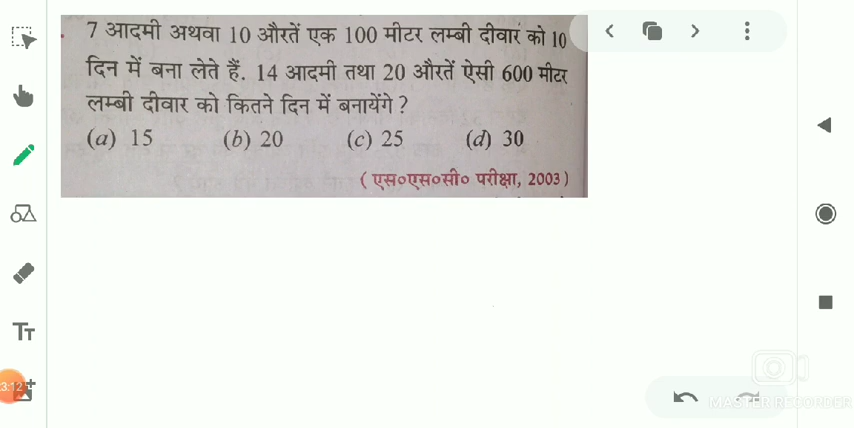 7 आदमी अथवा 10 औरतें एक 100 मीटर लम्बी दीवार को 10
दिन में बना लेते हैं. 14 आदमी तथा 20 औरतें ऐसी 600 मीटर
लम्बी दीवार को कितने दिन में बनायेंगे ?
(a) 15 (b) 20 (c) 25 (d) 30
( एस०एस०सी० परीक्षा, 2003 )
TT
3:12
MASTER RECORDER